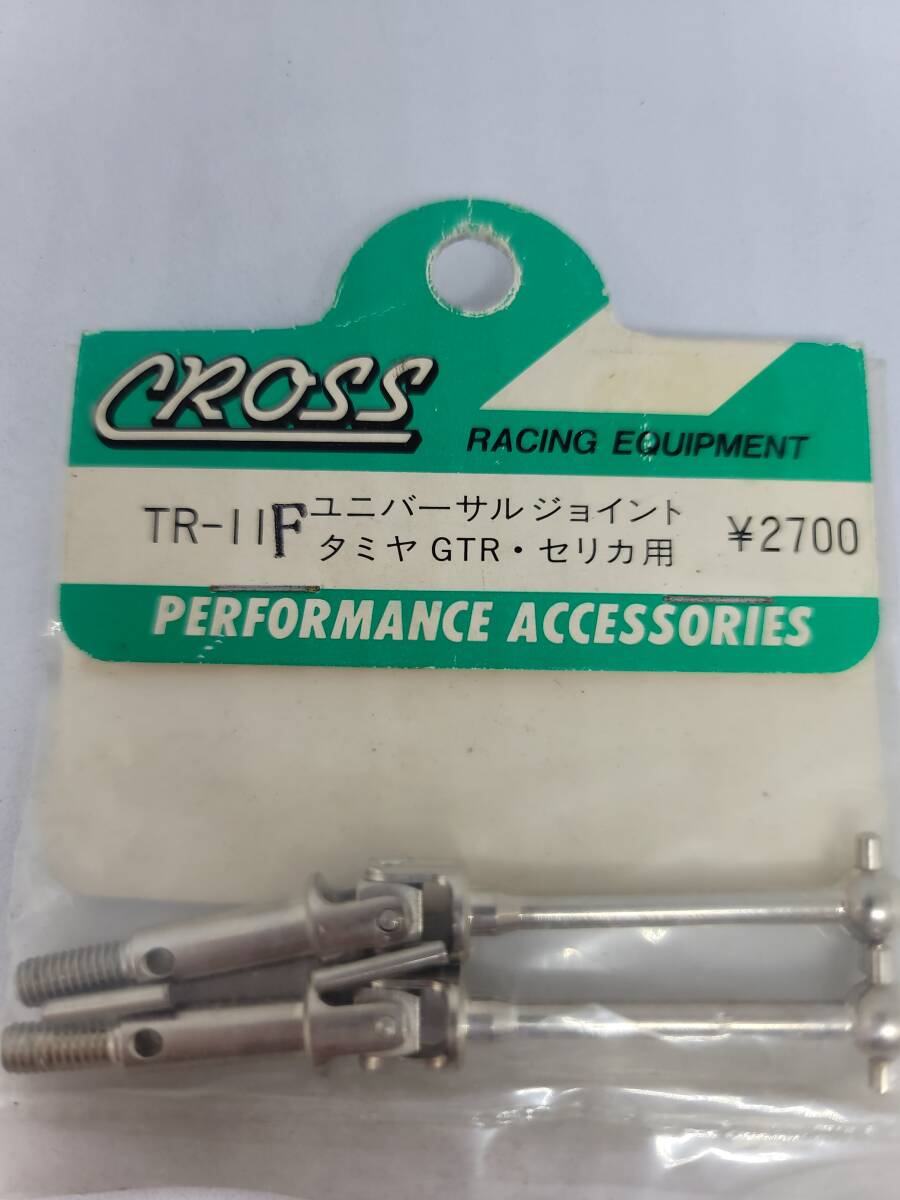 CROSS
RACING EQUIPMENT
TR-11F ユニバーサルジョイント
タミヤ GTR・セリカ用 ¥2700
PERFORMANCE ACCESSORIES